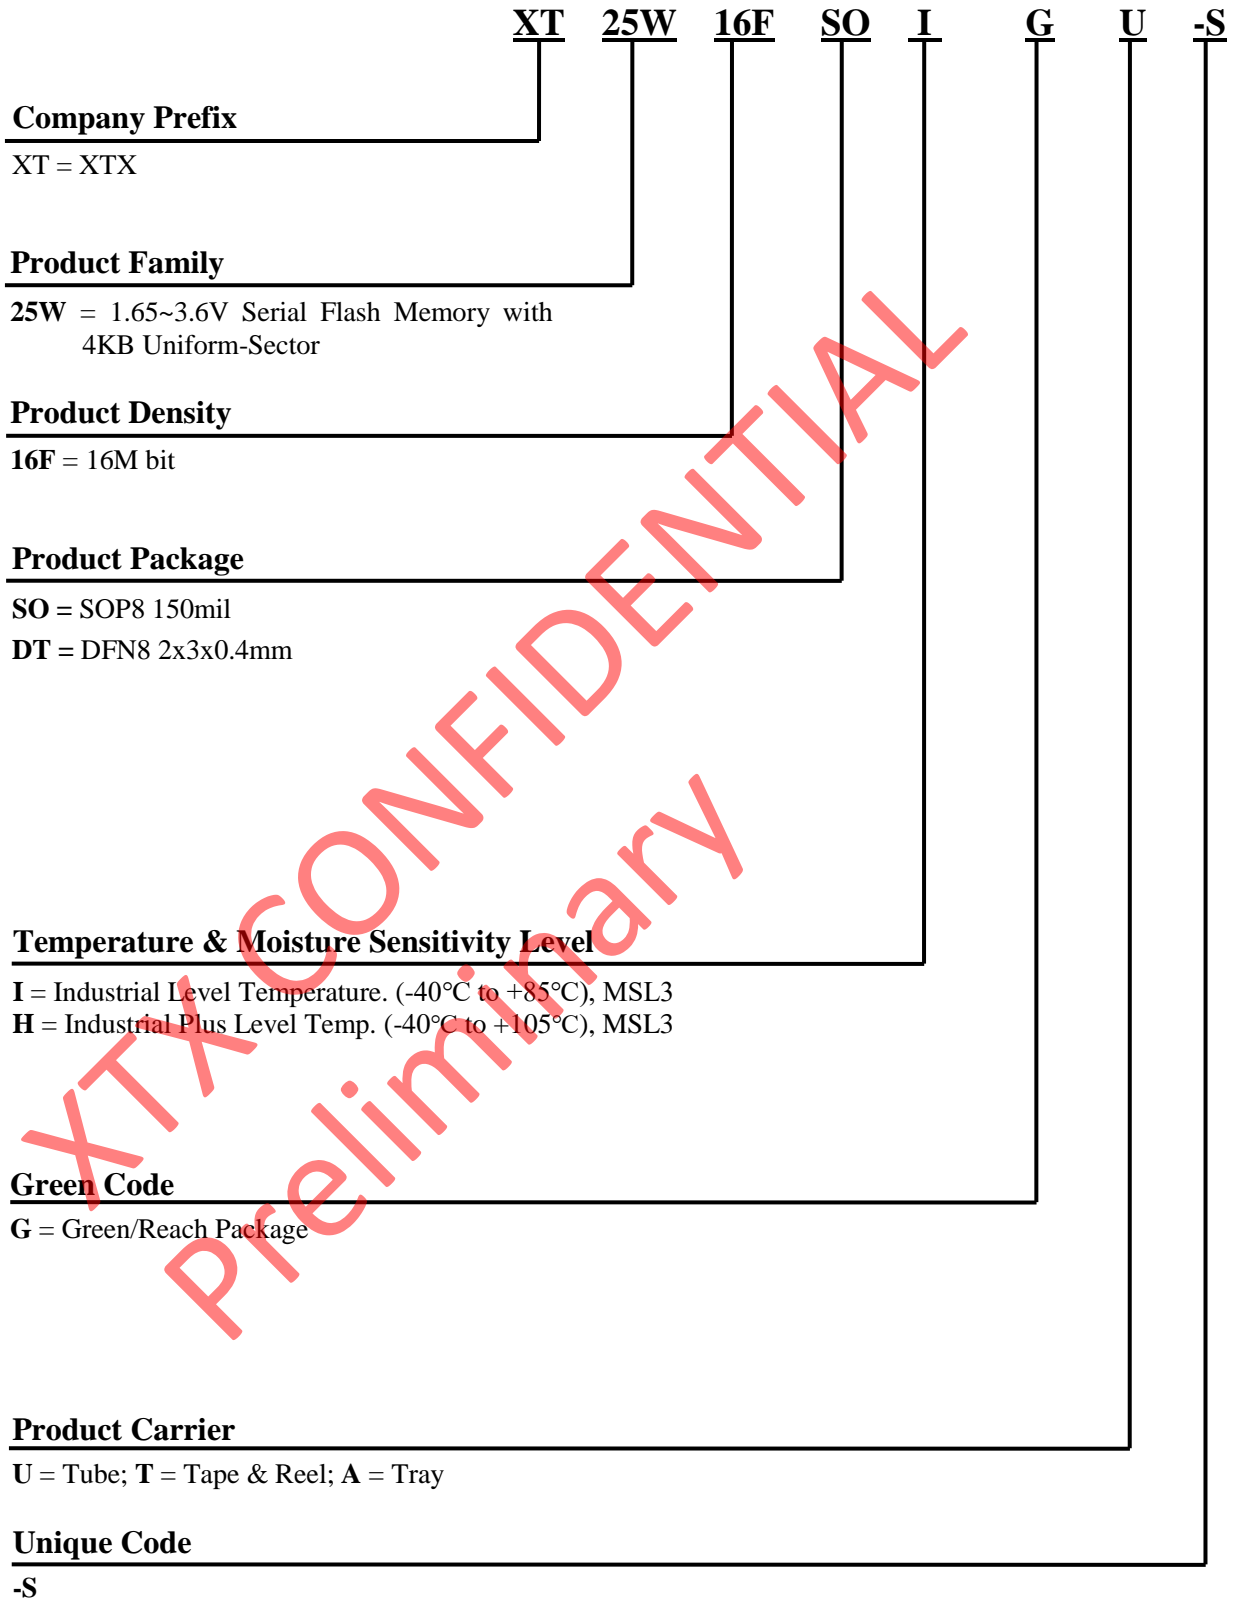 XT 25W 16F SO I G U -S
Company Prefix
XT = XTX
Product Family
25W = 1.65~3.6V Serial Flash Memory with
4KB Uniform-Sector
Product Density
16F = 16M bit
Product Package
SO = SOP8 150mil
DT = DFN8 2x3x0.4mm
Temperature & Moisture Sensitivity Level
I = Industrial Level Temperature. (-40℃ to +85℃), MSL3
H = Industrial Plus Level Temp. (-40℃ to +105℃), MSL3
Green Code
G = Green/Reach Package
Product Carrier
U = Tube; T = Tape & Reel; A = Tray
Unique Code
-S
XTX CONFIDENTIAL
Preliminary